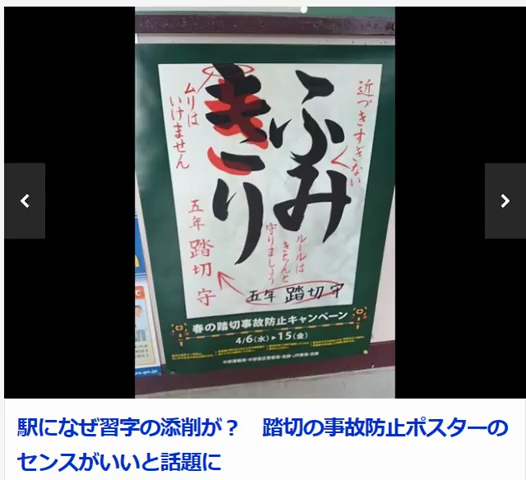 近づきすぎない
ふみ
きり
ムリは
いけません
ルールは
きちんと
守りましょう
五年 踏切 守
五年 踏切 守
春の踏切事故防止キャンペーン
4/6(水)▶15(金)
駅になぜ習字の添削が？　踏切の事故防止ポスターの
センスがいいと話題に